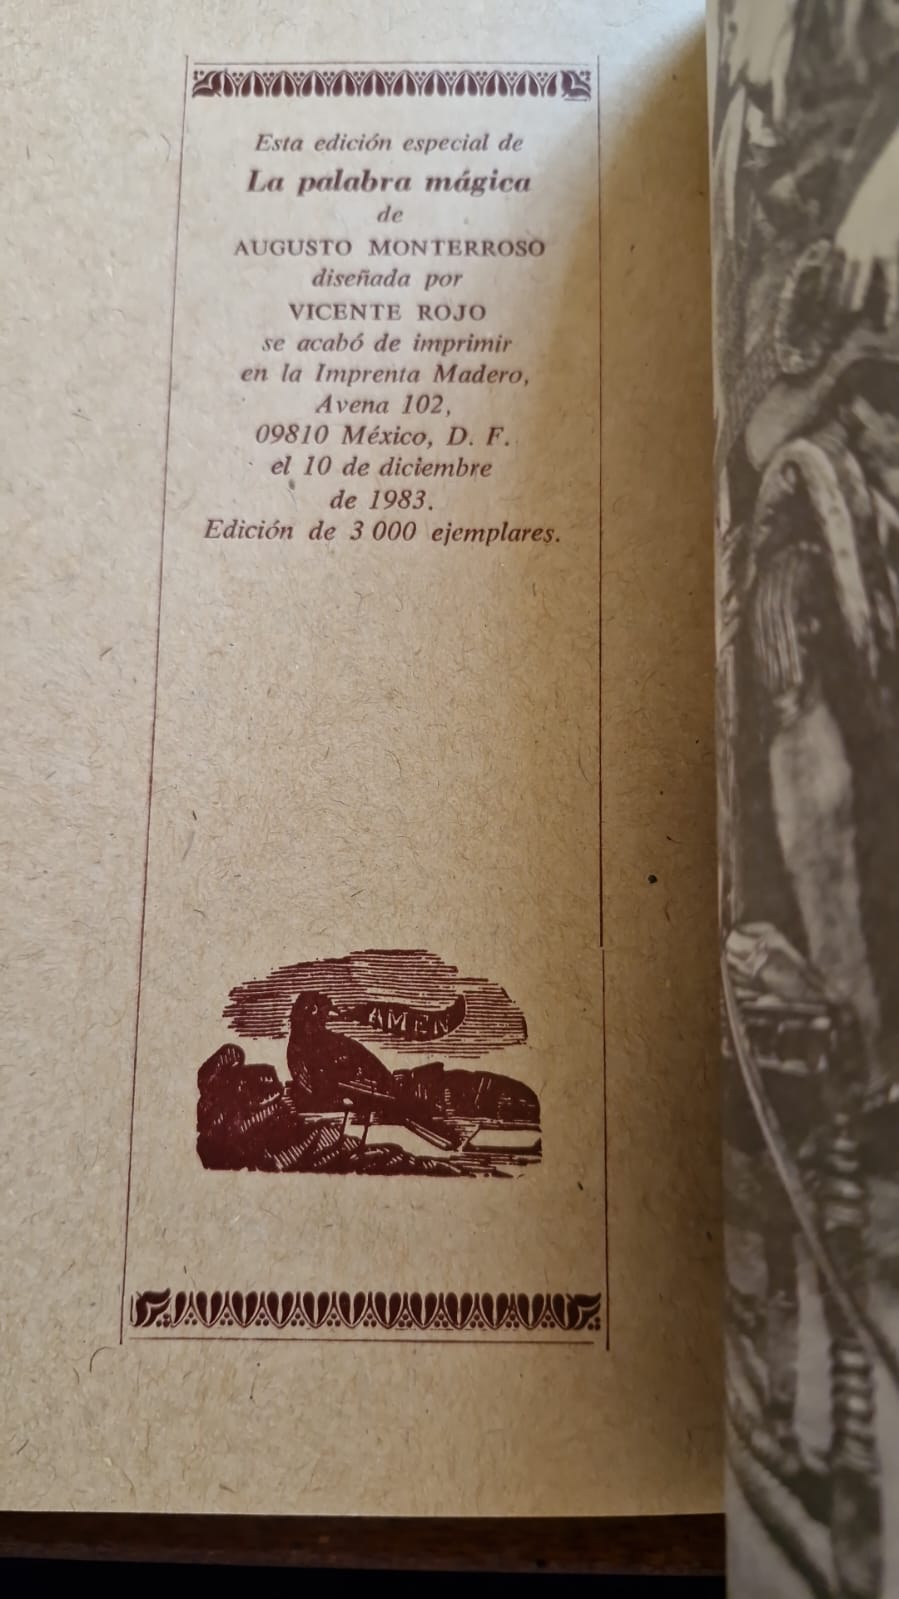 Esta edición especial de
La palabra mágica
de
AUGUSTO MONTERROSO
diseñada por
VICENTE ROJO
se acabó de imprimir
en la Imprenta Madero,
Avena 102,
09810 México, D. F.
el 10 de diciembre
de 1983.
Edición de 3 000 ejemplares.
AMEN